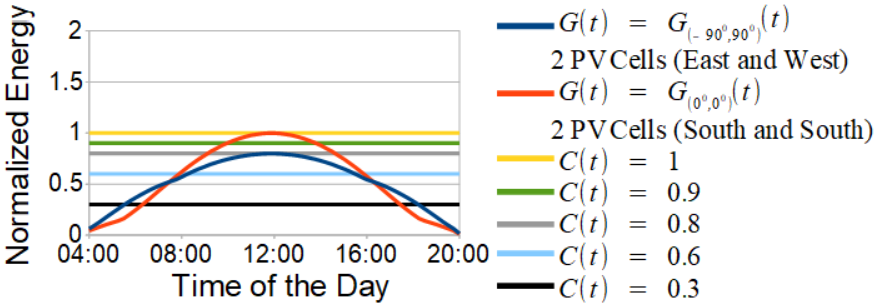 Normalized Energy
2
1.5
1
0.5
0
04:00 08:00 12:00 16:00 20:00
Time of the Day
G(t) = G(− 90°,90°)(t)
2 PV Cells (East and West)
G(t) = G(0°,0°)(t)
2 PV Cells (South and South)
C(t) = 1
C(t) = 0.9
C(t) = 0.8
C(t) = 0.6
C(t) = 0.3